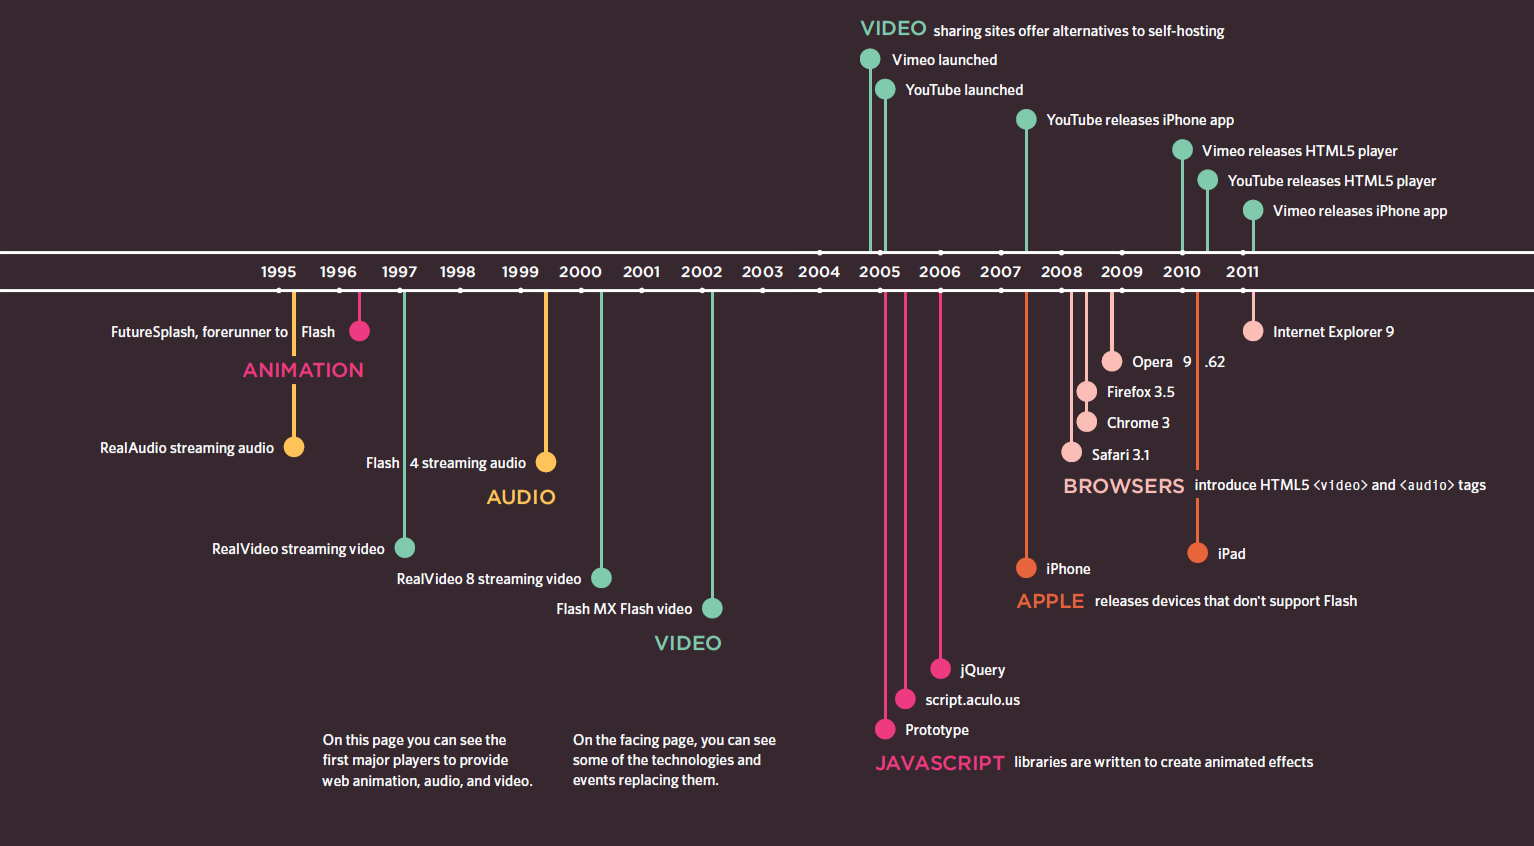 VIDEO sharing sites offer alternatives to self-hosting
Vimeo launched
YouTube launched
YouTube releases iPhone app
Vimeo releases HTML5 player
YouTube releases HTML5 player
Vimeo releases iPhone app
1995 1996 1997 1998 1999 2000 2001 2002 2003 2004 2005 2006 2007 2008 2009 2010 2011
FutureSplash, forerunner to Flash
ANIMATION
RealAudio streaming audio
Flash 4 streaming audio
AUDIO
RealVideo streaming video
RealVideo 8 streaming video
Flash MX Flash video
VIDEO
Internet Explorer 9
Opera 9 .62
Firefox 3.5
Chrome 3
Safari 3.1
BROWSERS introduce HTML5 <video> and <audio> tags
iPad
iPhone
APPLE releases devices that don't support Flash
jQuery
script.aculo.us
Prototype
JAVASCRIPT libraries are written to create animated effects
On this page you can see the
first major players to provide
web animation, audio, and video.
On the facing page, you can see
some of the technologies and
events replacing them.